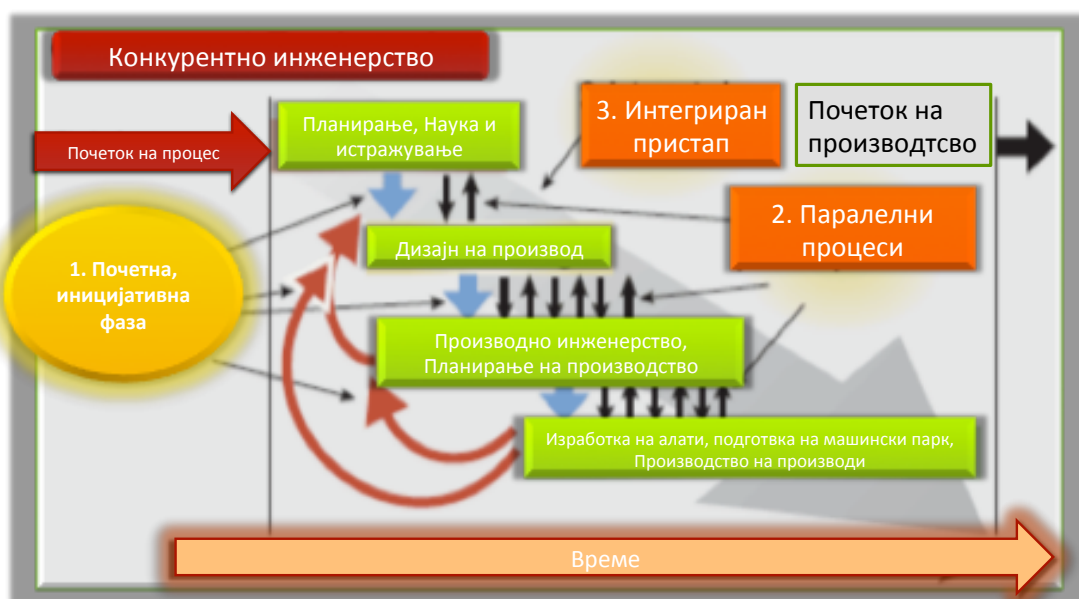 Конкурентно инженерство
Планирање, Наука и
истражување
3. Интегриран
пристап
Почеток на
производтсво
Почеток на процес
2. Паралелни
процеси
Дизајн на производ
1. Почетна,
иницијативна
фаза
Производно инженерство,
Планирање на производство
Изработка на алати, подготвка на машински парк,
Производство на производи
Време